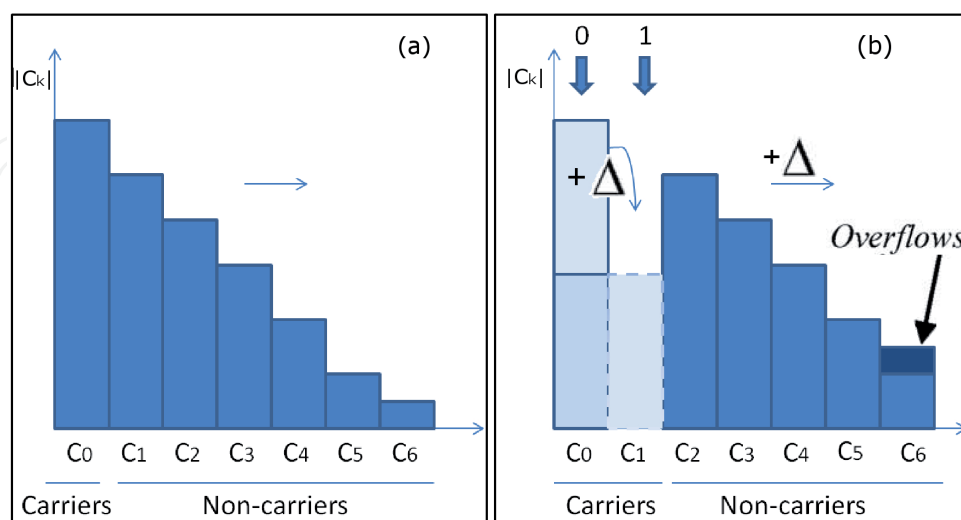 (a)
|Cₖ|
C₀ C₁ C₂ C₃ C₄ C₅ C₆
Carriers Non-carriers
(b)
0 1
|Cₖ|
+ Δ
+ Δ
Overflows
C₀ C₁ C₂ C₃ C₄ C₅ C₆
Carriers Non-carriers